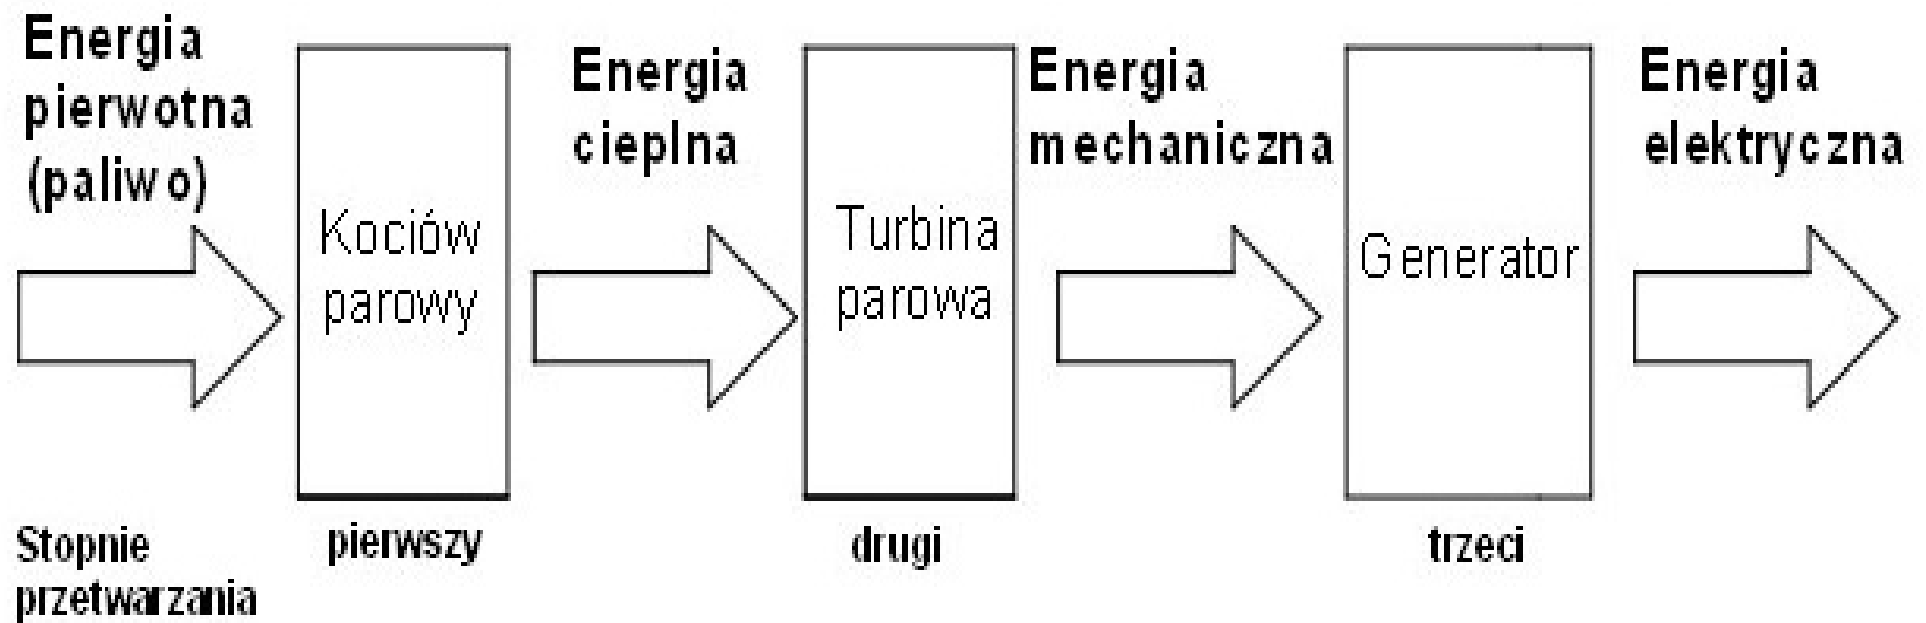 Energia
pierwotna
(paliwo)
Kociów
parowy
Energia
cieplna
Turbina
parowa
Energia
mechaniczna
Generator
Energia
elektryczna
Stopnie
przetwarzania
pierwszy
drugi
trzeci